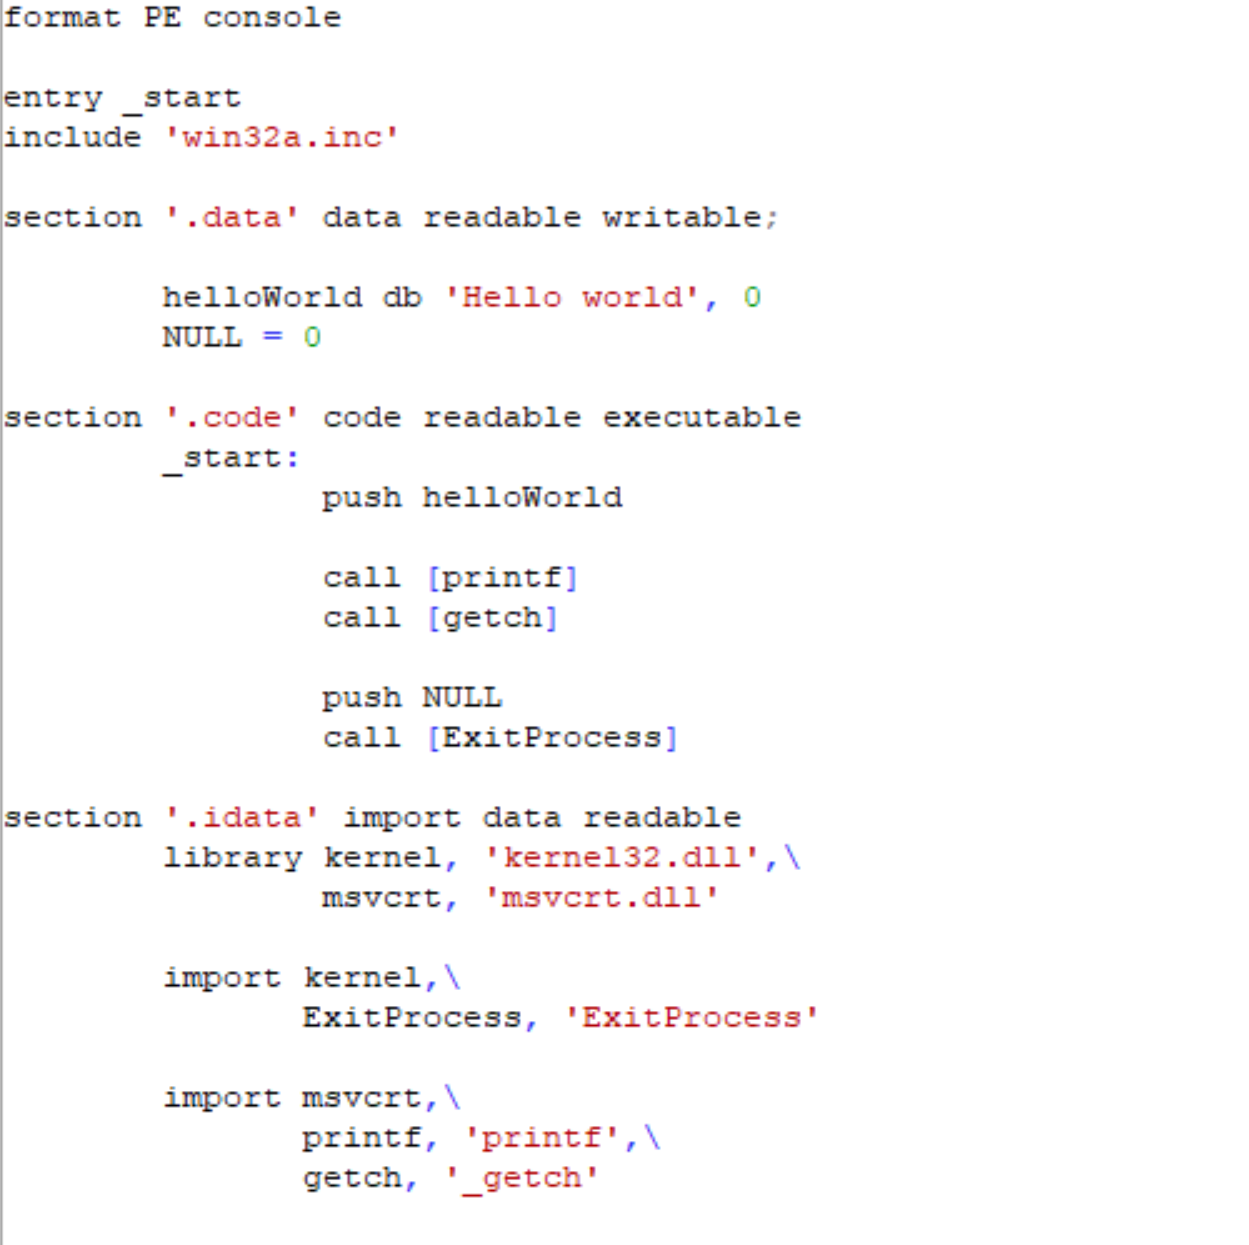 format PE console
entry _start
include 'win32a.inc'
section '.data' data readable writable;
helloWorld db 'Hello world', 0
NULL = 0
section '.code' code readable executable
_start:
push helloWorld
call [printf]
call [getch]
push NULL
call [ExitProcess]
section '.idata' import data readable
library kernel, 'kernel32.dll',\
msvcrt, 'msvcrt.dll'
import kernel,\
ExitProcess, 'ExitProcess'
import msvcrt,\
printf, 'printf',\
getch, '_getch'